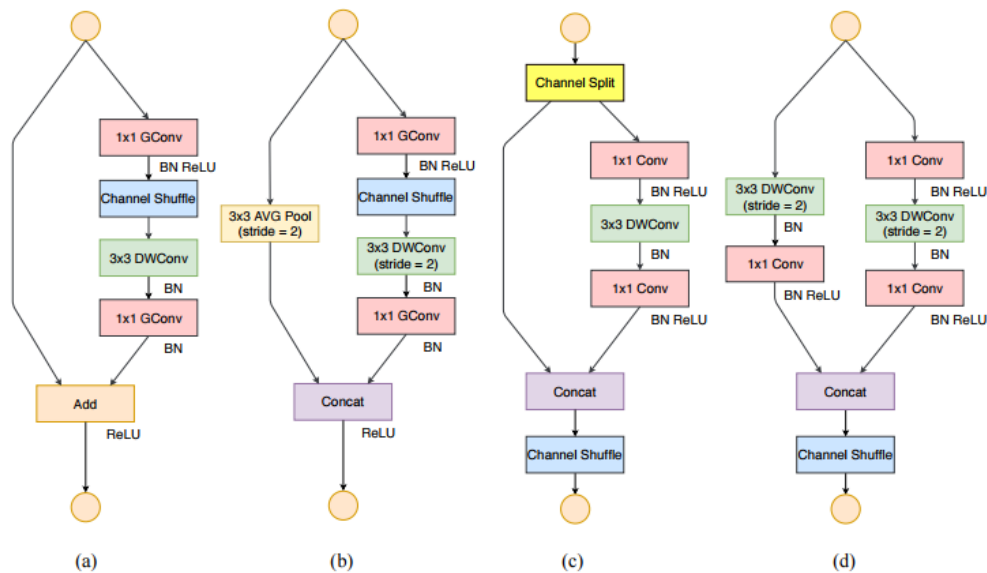 1x1 GConv
BN ReLU
Channel Shuffle
3x3 DWConv
BN
1x1 GConv
BN
Add
ReLU
(a)
1x1 GConv
BN ReLU
Channel Shuffle
3x3 AVG Pool
(stride = 2)
3x3 DWConv
(stride = 2)
BN
1x1 GConv
BN
Concat
ReLU
(b)
Channel Split
1x1 Conv
BN ReLU
3x3 DWConv
BN
1x1 Conv
BN ReLU
Concat
Channel Shuffle
(c)
3x3 DWConv
(stride = 2)
BN
1x1 Conv
BN ReLU
1x1 Conv
BN ReLU
3x3 DWConv
(stride = 2)
BN
1x1 Conv
BN ReLU
Concat
Channel Shuffle
(d)